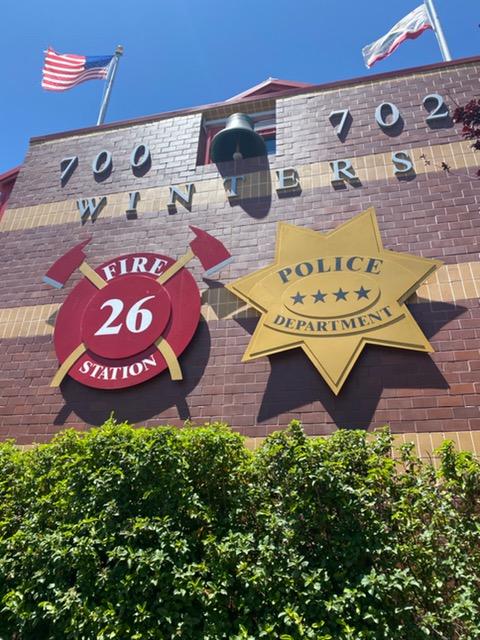 700 702
WINTERS
FIRE
26
STATION
POLICE
DEPARTMENT